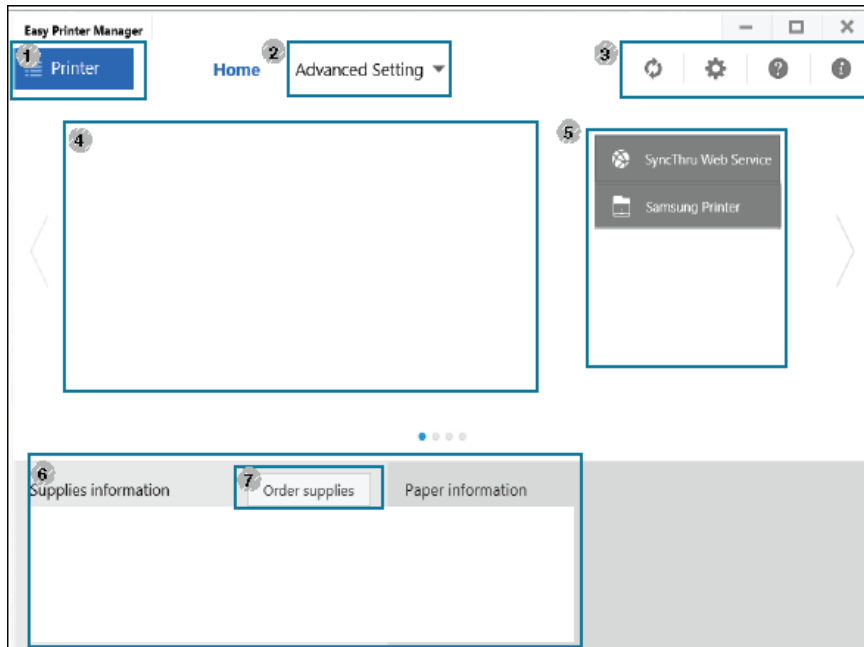 Easy Printer Manager
1 Printer
Home
2 Advanced Setting
3
4
5
SyncThru Web Service
Samsung Printer
6
Supplies information
7 Order supplies
Paper information